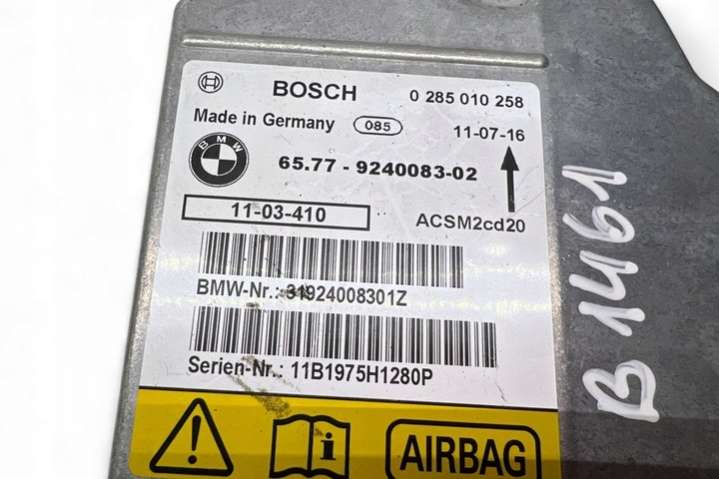 BOSCH 0 285 010 258
Made in Germany 085 11-07-16
BMW 65.77 - 9240083-02
11-03-410 ACSM2cd20
BMW-Nr.: 31924008301Z
Serien-Nr.: 11B1975H1280P
AIRBAG
B 1461